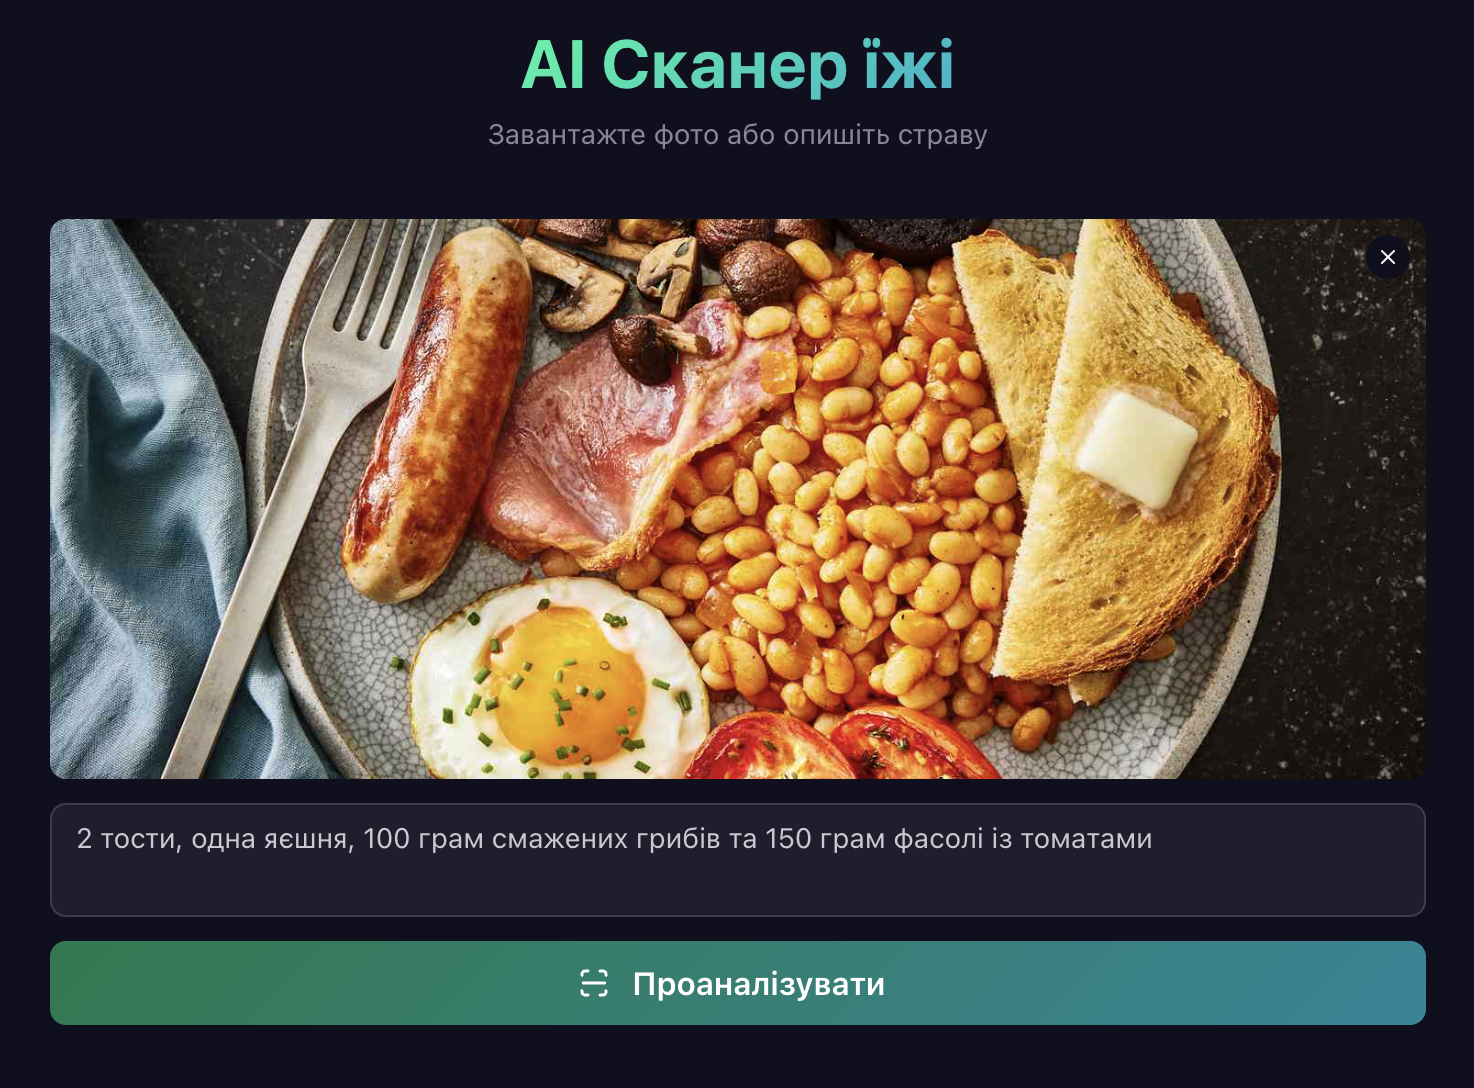 AI Сканер їжі
Завантажте фото або опишіть страву
2 тости, одна яєшня, 100 грам смажених грибів та 150 грам фасолі із томатами
Проаналізувати